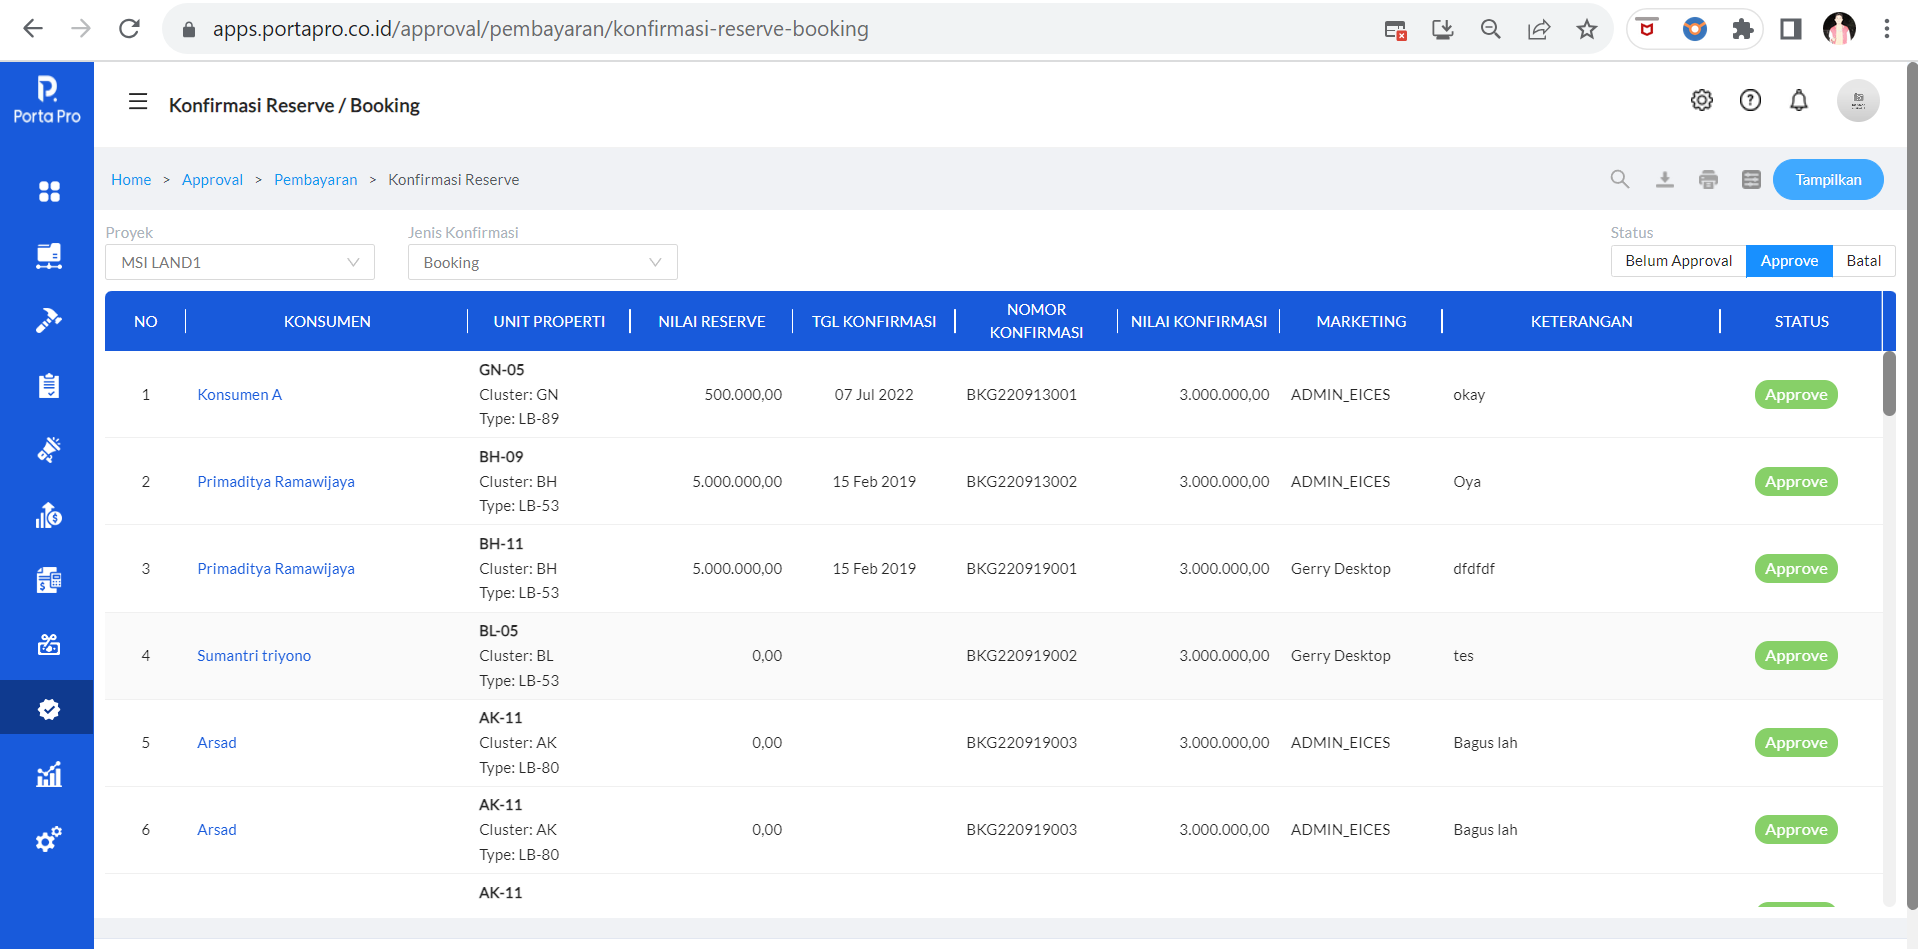 apps.portapro.co.id/approval/pembayaran/konfirmasi-reserve-booking
Porta Pro
Konfirmasi Reserve / Booking
Home > Approval > Pembayaran > Konfirmasi Reserve
Tampilkan
Proyek
MSI LAND1
Jenis Konfirmasi
Booking
Status
Belum Approval Approve Batal
NO KONSUMEN UNIT PROPERTI NILAI RESERVE TGL KONFIRMASI NOMOR KONFIRMASI NILAI KONFIRMASI MARKETING KETERANGAN STATUS
GN-05
1 Konsumen A Cluster: GN 500.000,00 07 Jul 2022 BKG220913001 3.000.000,00 ADMIN_EICES okay Approve
Type: LB-89
BH-09
2 Primaditya Ramawijaya Cluster: BH 5.000.000,00 15 Feb 2019 BKG220913002 3.000.000,00 ADMIN_EICES Oya Approve
Type: LB-53
BH-11
3 Primaditya Ramawijaya Cluster: BH 5.000.000,00 15 Feb 2019 BKG220919001 3.000.000,00 Gerry Desktop dfdfdf Approve
Type: LB-53
BL-05
4 Sumantri triyono Cluster: BL 0,00 BKG220919002 3.000.000,00 Gerry Desktop tes Approve
Type: LB-53
AK-11
5 Arsad Cluster: AK 0,00 BKG220919003 3.000.000,00 ADMIN_EICES Bagus lah Approve
Type: LB-80
AK-11
6 Arsad Cluster: AK 0,00 BKG220919003 3.000.000,00 ADMIN_EICES Bagus lah Approve
Type: LB-80
AK-11